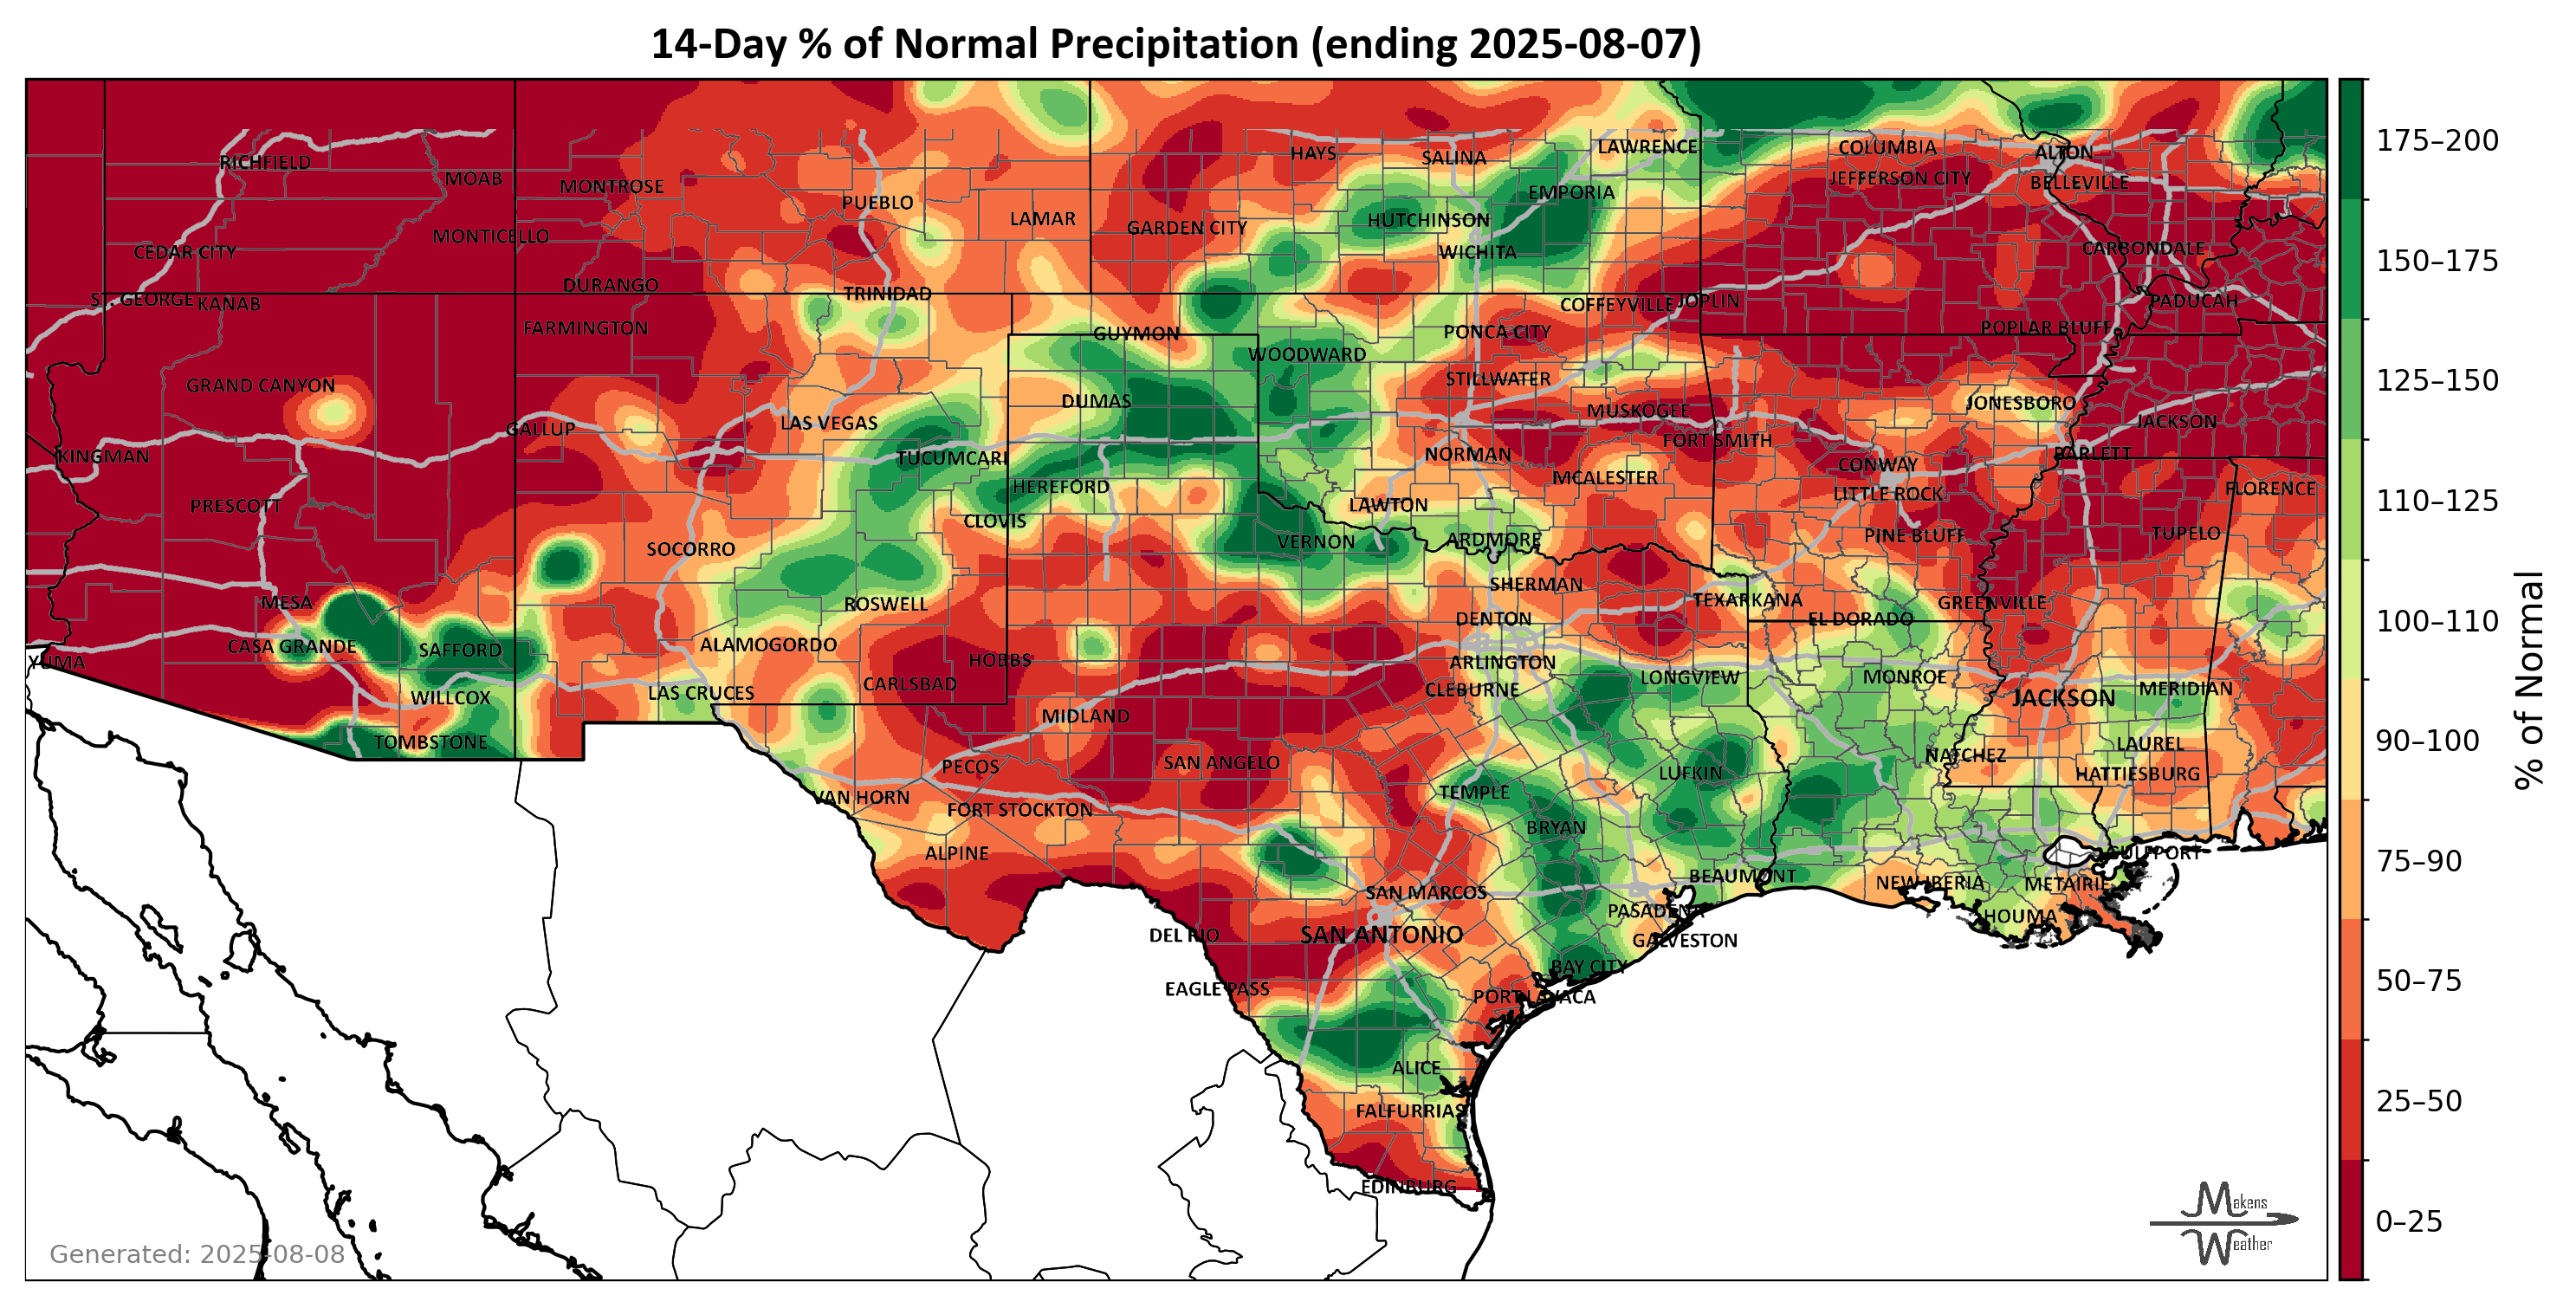 14-Day % of Normal Precipitation (ending 2025-08-07)
HAYS
SALINA
LAWRENCE
COLUMBIA
ALTON
RICHFIELD
MOAB
MONTROSE
PUEBLO
LAMAR
GARDEN CITY
HUTCHINSON
EMPORIA
JEFFERSON CITY
BELLEVILLE
MONTICELLO
CEDAR CITY
WICHITA
CARBONDALE
DURANGO
TRINIDAD
ST. GEORGE
KANAB
COFFEYVILLE
JOPLIN
PADUCAH
FARMINGTON
GUYMON
PONCA CITY
POPLAR BLUFF
WOODWARD
GRAND CANYON
DUMAS
STILLWATER
MUSKOGEE
JONESBORO
JACKSON
GALLUP
LAS VEGAS
FORT SMITH
KINGMAN
TUCUMCARI
NORMAN
CONWAY
BARLETT
HEREFORD
MCALESTER
LITTLE ROCK
FLORENCE
PRESCOTT
CLOVIS
LAWTON
SOCORRO
VERNON
ARDMORE
PINE BLUFF
TUPELO
MESA
ROSWELL
SHERMAN
TEXARKANA
GREENVILLE
DENTON
EL DORADO
CASA GRANDE
SAFFORD
ALAMOGORDO
HOBBS
ARLINGTON
YUMA
WILLCOX
LAS CRUCES
CARLSBAD
CLEBURNE
LONGVIEW
MONROE
JACKSON
MERIDIAN
TOMBSTONE
MIDLAND
NATCHEZ
LAUREL
PECOS
SAN ANGELO
LUFKIN
HATTIESBURG
VAN HORN
FORT STOCKTON
TEMPLE
BRYAN
ALPINE
GULFPORT
SAN MARCOS
BEAUMONT
NEW IBERIA
METAIRIE
PASADENA
HOUMA
DEL RIO
SAN ANTONIO
GALVESTON
BAY CITY
EAGLE PASS
PORT LAVACA
ALICE
FALFURRIAS
EDINBURG
175–200
150–175
125–150
110–125
100–110
90–100
75–90
50–75
25–50
0–25
% of Normal
Generated: 2025-08-08
Makens
Weather